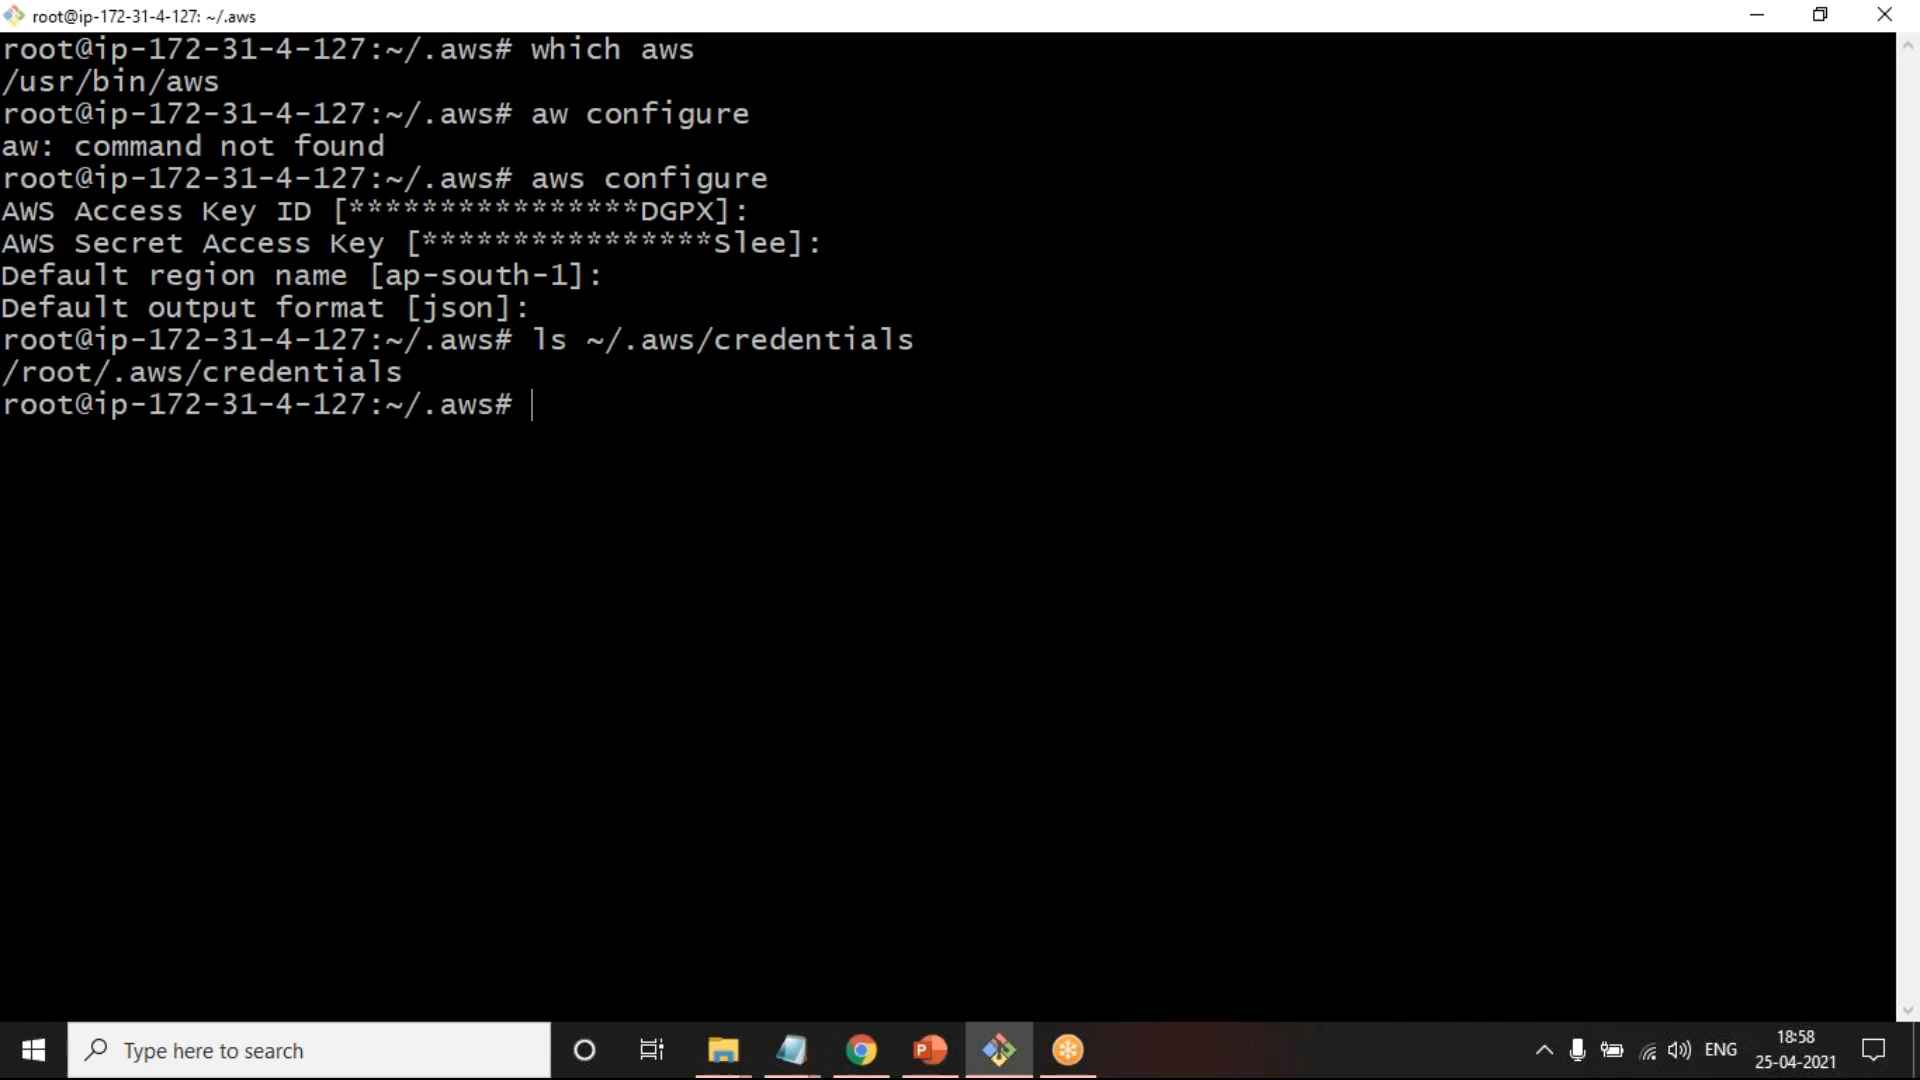 root@ip-172-31-4-127: ~/.aws
root@ip-172-31-4-127:~/.aws# which aws
/usr/bin/aws
root@ip-172-31-4-127:~/.aws# aw configure
aw: command not found
root@ip-172-31-4-127:~/.aws# aws configure
AWS Access Key ID [****************DGPX]:
AWS Secret Access Key [****************Slee]:
Default region name [ap-south-1]:
Default output format [json]:
root@ip-172-31-4-127:~/.aws# ls ~/.aws/credentials
/root/.aws/credentials
root@ip-172-31-4-127:~/.aws#
Type here to search
ENG
18:58
25-04-2021